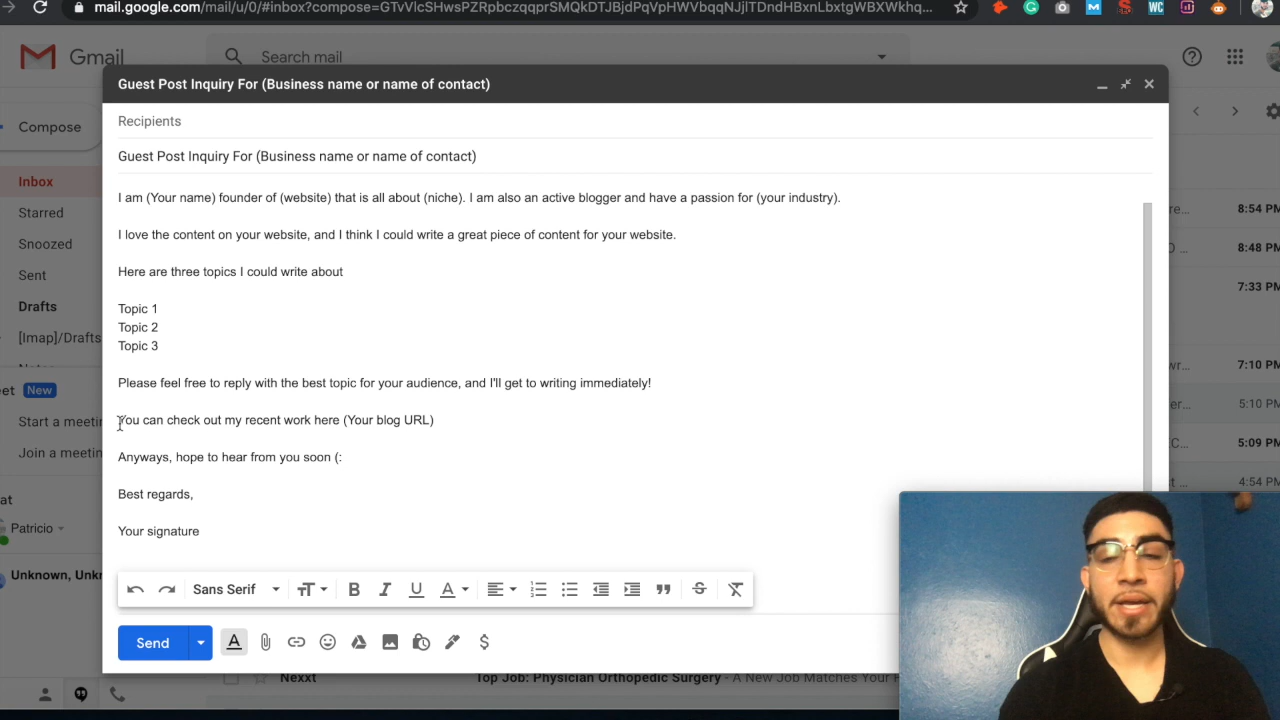 mail.google.com/mail/u/0/#inbox?compose=GTvVlcSHwsPZRpbczqqprSMQkDTJBjdPqVpHWVbqqNJjlTDndHBxnLbxtgWBXWkhq...
Gmail
Search mail
Guest Post Inquiry For (Business name or name of contact)
Compose
Recipients
Guest Post Inquiry For (Business name or name of contact)
Inbox
I am (Your name) founder of (website) that is all about (niche). I am also an active blogger and have a passion for (your industry).
8:54 PM
Starred
I love the content on your website, and I think I could write a great piece of content for your website.
Snoozed
8:48 PM
Here are three topics I could write about
Sent
7:33 PM
Drafts
Topic 1
Topic 2
[Imap]/Drafts
Topic 3
7:10 PM
Please feel free to reply with the best topic for your audience, and I'll get to writing immediately!
New
5:10 PM
Start a meetin
You can check out my recent work here (Your blog URL)
Join a meetin
5:09 PM
Anyways, hope to hear from you soon (:
4:54 PM
Best regards,
Patricio
Your signature
Unknown, Unkn
Sans Serif
Send
Nexxt
Top Job: Physician Orthopedic Surgery - A New Job Matches Your